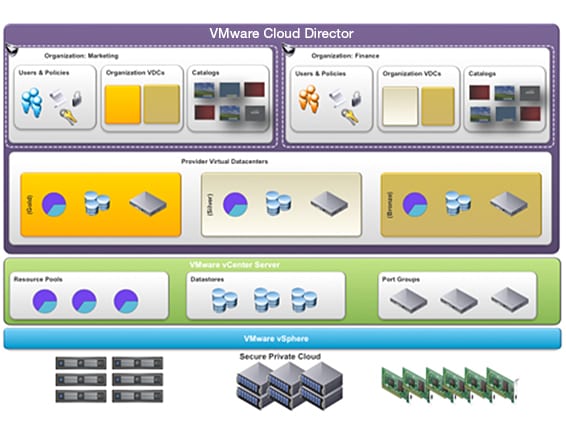 VMware Cloud Director
Organization: Marketing
Users & Policies
Organization VDCs
Catalogs
Organization: Finance
Users & Policies
Organization VDCs
Catalogs
Provider Virtual Datacenters
(Gold)
(Silver)
(Bronze)
VMware vCenter Server
Resource Pools
Datastores
Port Groups
VMware vSphere
Secure Private Cloud